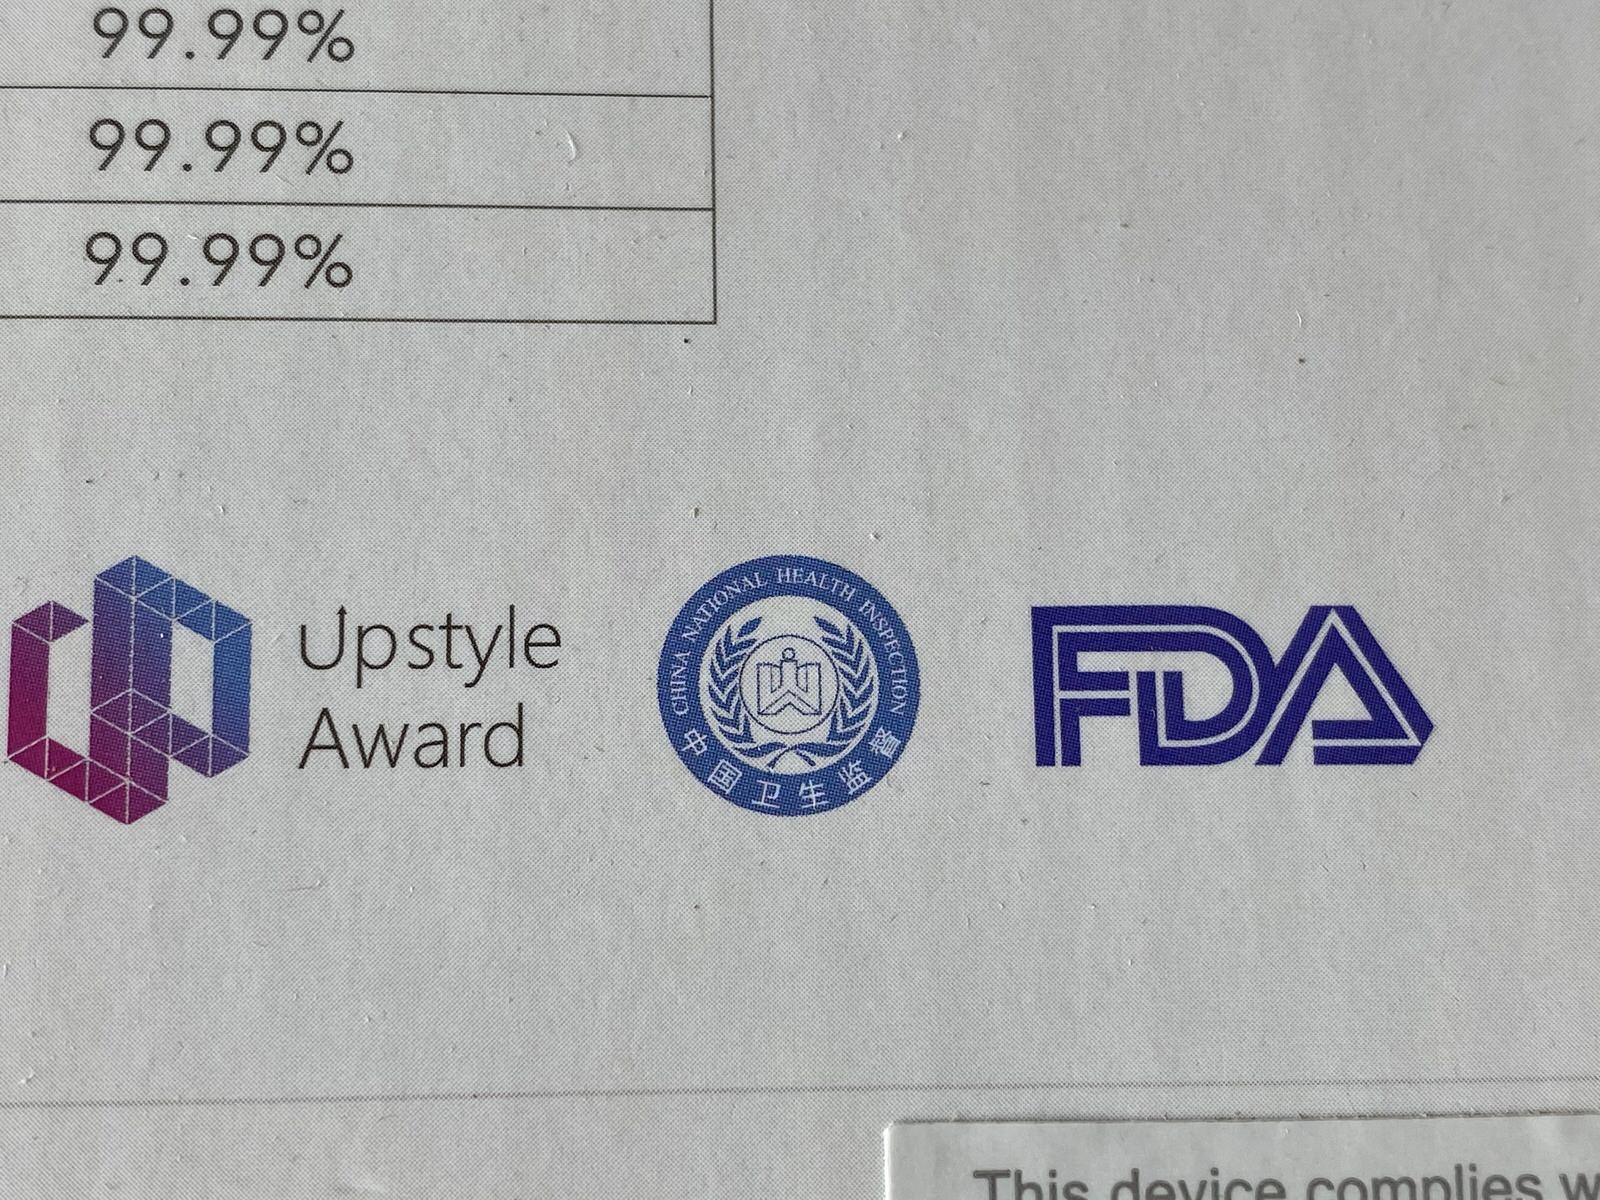 99.99%
99.99%
99.99%
Upstyle
Award
CHINA NATIONAL HEALTH INSPECTION
中国卫生监督
FDA
This device complies w